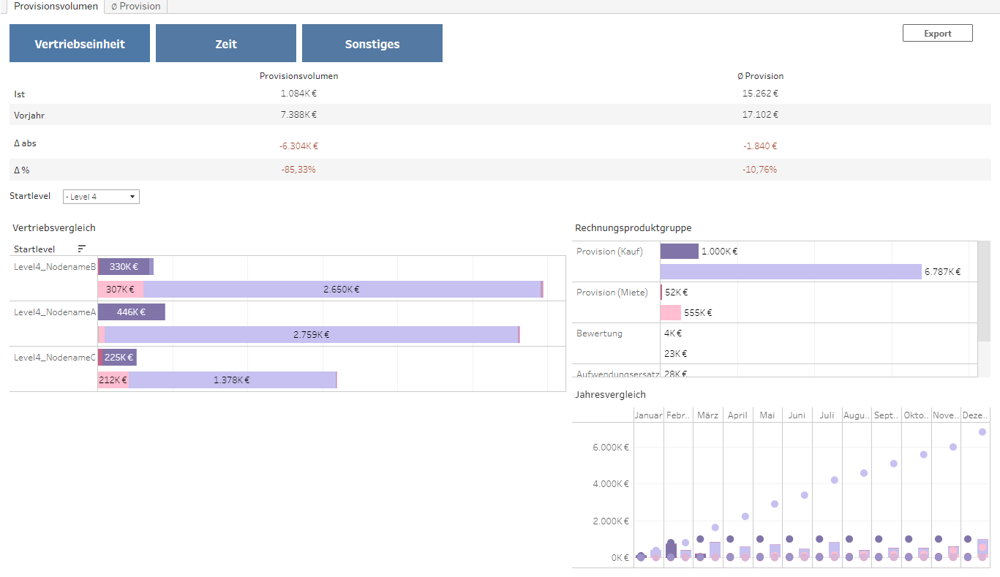 Provisionsvolumen Ø Provision
Vertriebseinheit Zeit Sonstiges Export
Provisionsvolumen Ø Provision
Ist 1.084K € 15.262 €
Vorjahr 7.388K € 17.102 €
Δ abs -6.304K € -1.840 €
Δ % -85,33% -10,76%
Startlevel - Level 4
Vertriebsvergleich
Startlevel
Level4_NodenameB 330K €
307K € 2.650K €
Level4_NodenameA 446K €
2.759K €
Level4_NodenameC 225K €
212K € 1.378K €
Rechnungsproduktgruppe
Provision (Kauf) 1.000K €
6.787K €
Provision (Miete) 52K €
555K €
Bewertung 4K €
23K €
Aufwendungsersatz 28K €
Jahresvergleich
Januar Febr.. März April Mai Juni Juli Augu.. Sept.. Okto.. Nove.. Deze..
6.000K €
4.000K €
2.000K €
0K €